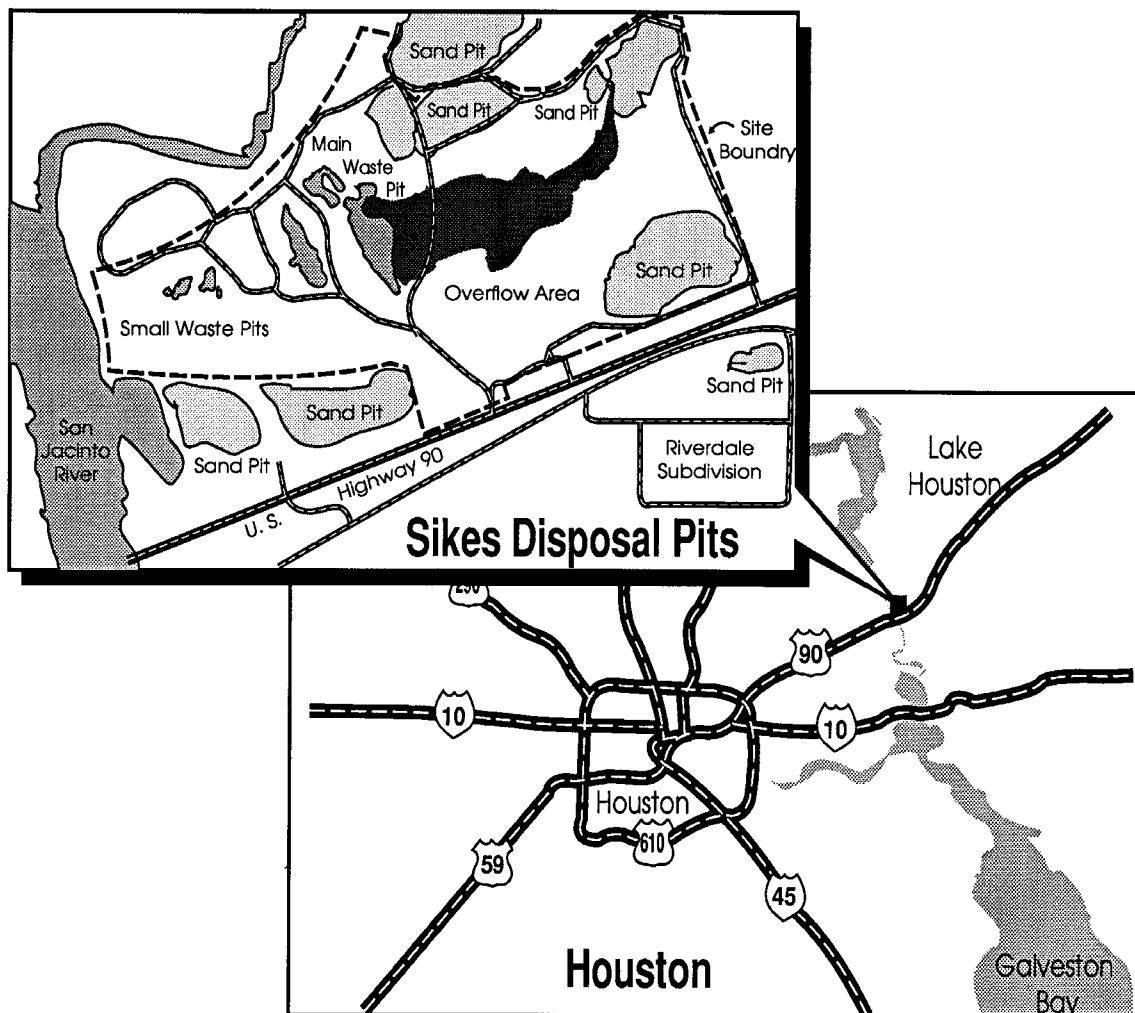 Sand Pit
Sand Pit
Sand Pit
Site
Boundry
Main
Waste
Pit
Sand Pit
Overflow Area
Small Waste Pits
Sand Pit
Sand Pit
Sand Pit
San
Jacinto
River
Riverdale
Subdivision
U. S. Highway 90
Sikes Disposal Pits
Lake
Houston
290
90
10
10
Houston
610
59
45
Houston
Galveston
Bay